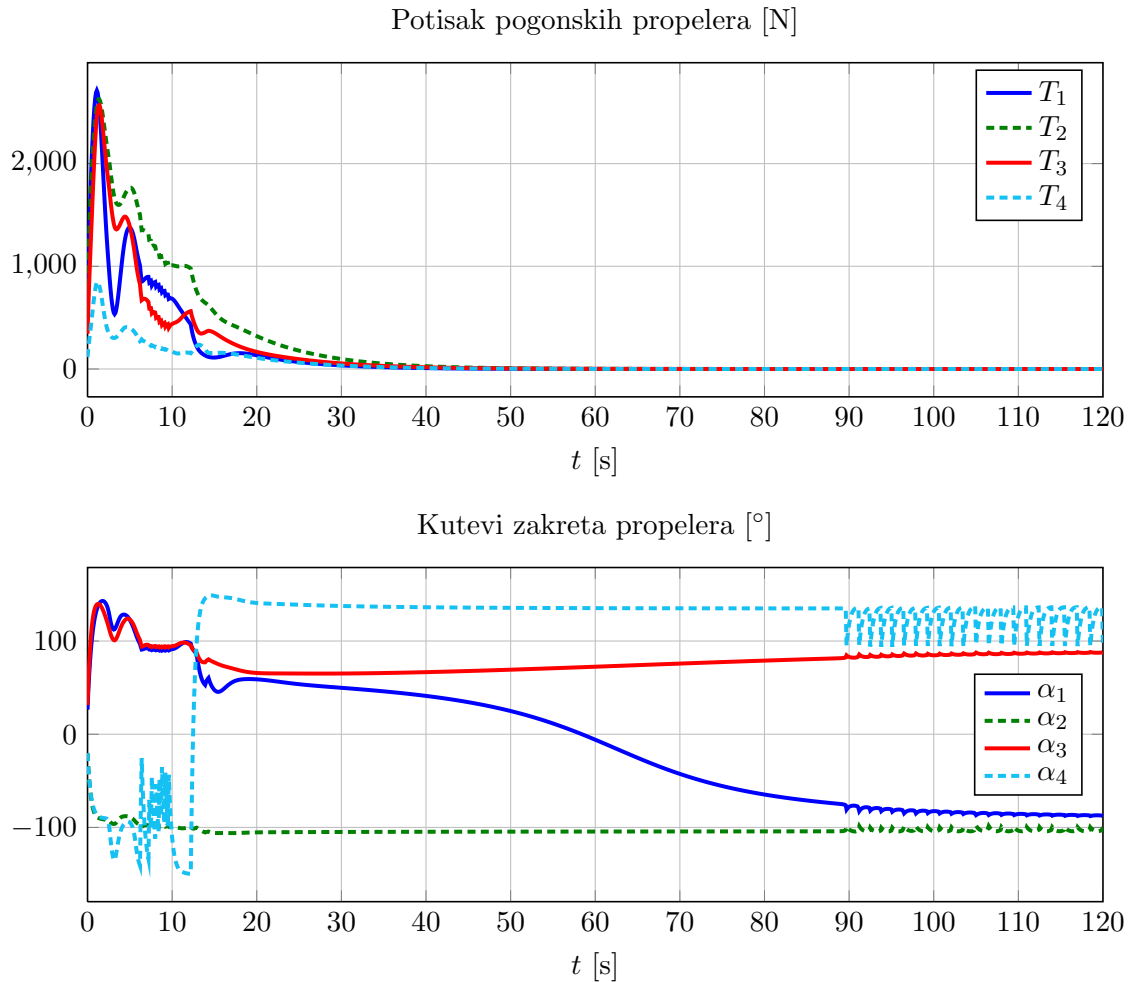 Potisak pogonskih propelera [N]
T1
T2
T3
T4
2,000
1,000
0
0 10 20 30 40 50 60 70 80 90 100 110 120
t [s]
Kutevi zakreta propelera [°]
100
0
−100
α1
α2
α3
α4
0 10 20 30 40 50 60 70 80 90 100 110 120
t [s]